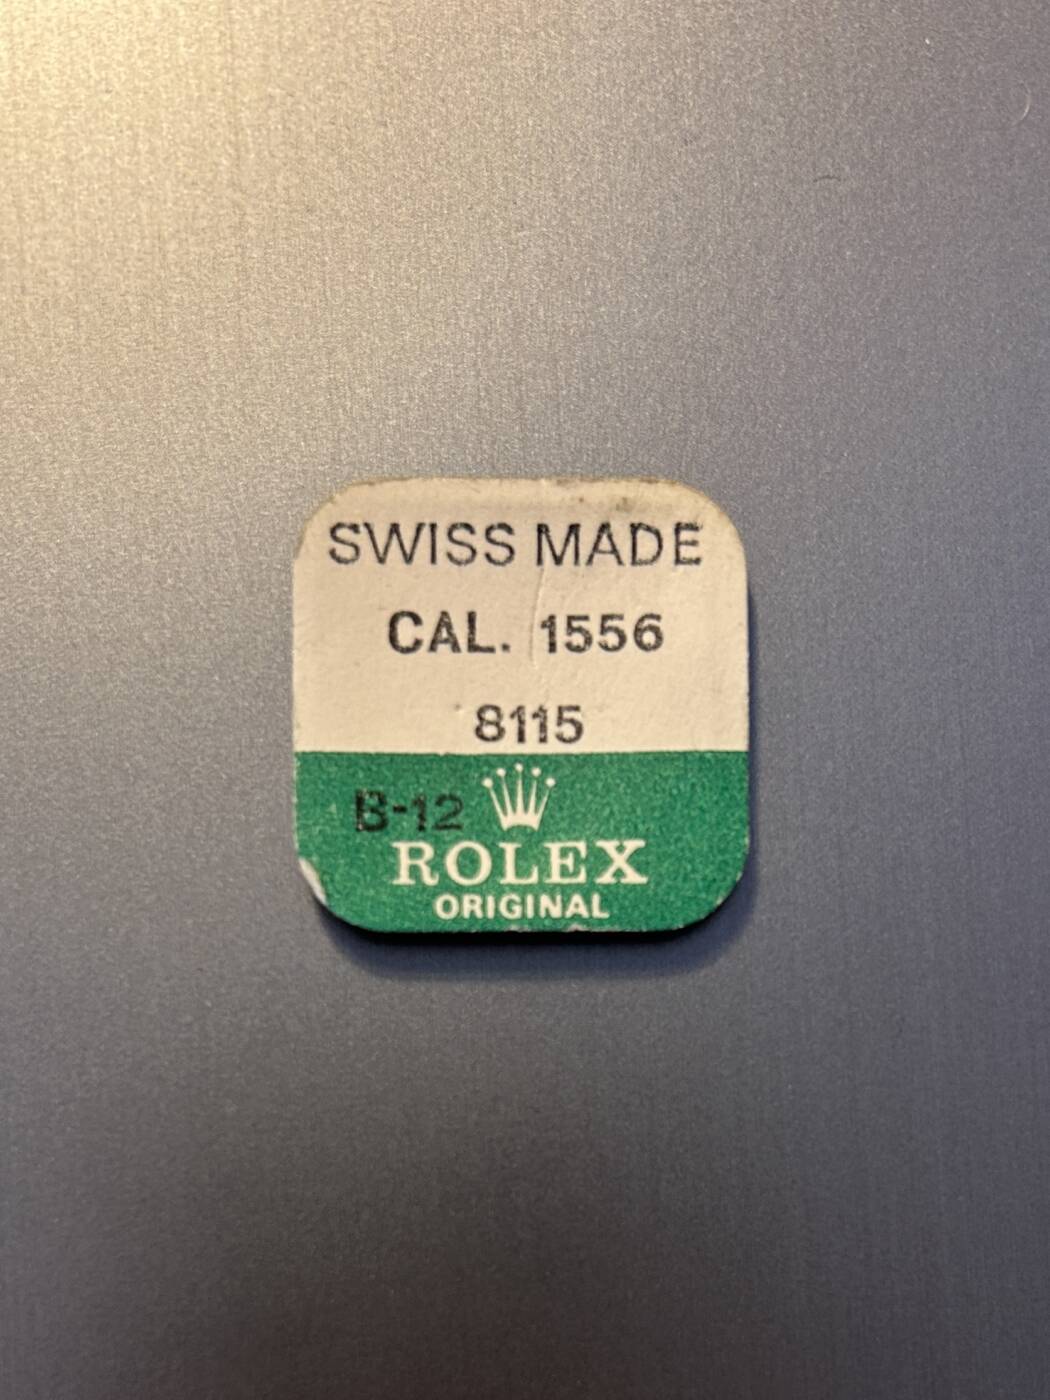 SWISS MADE
CAL. 1556
8115
B-12
ROLEX
ORIGINAL